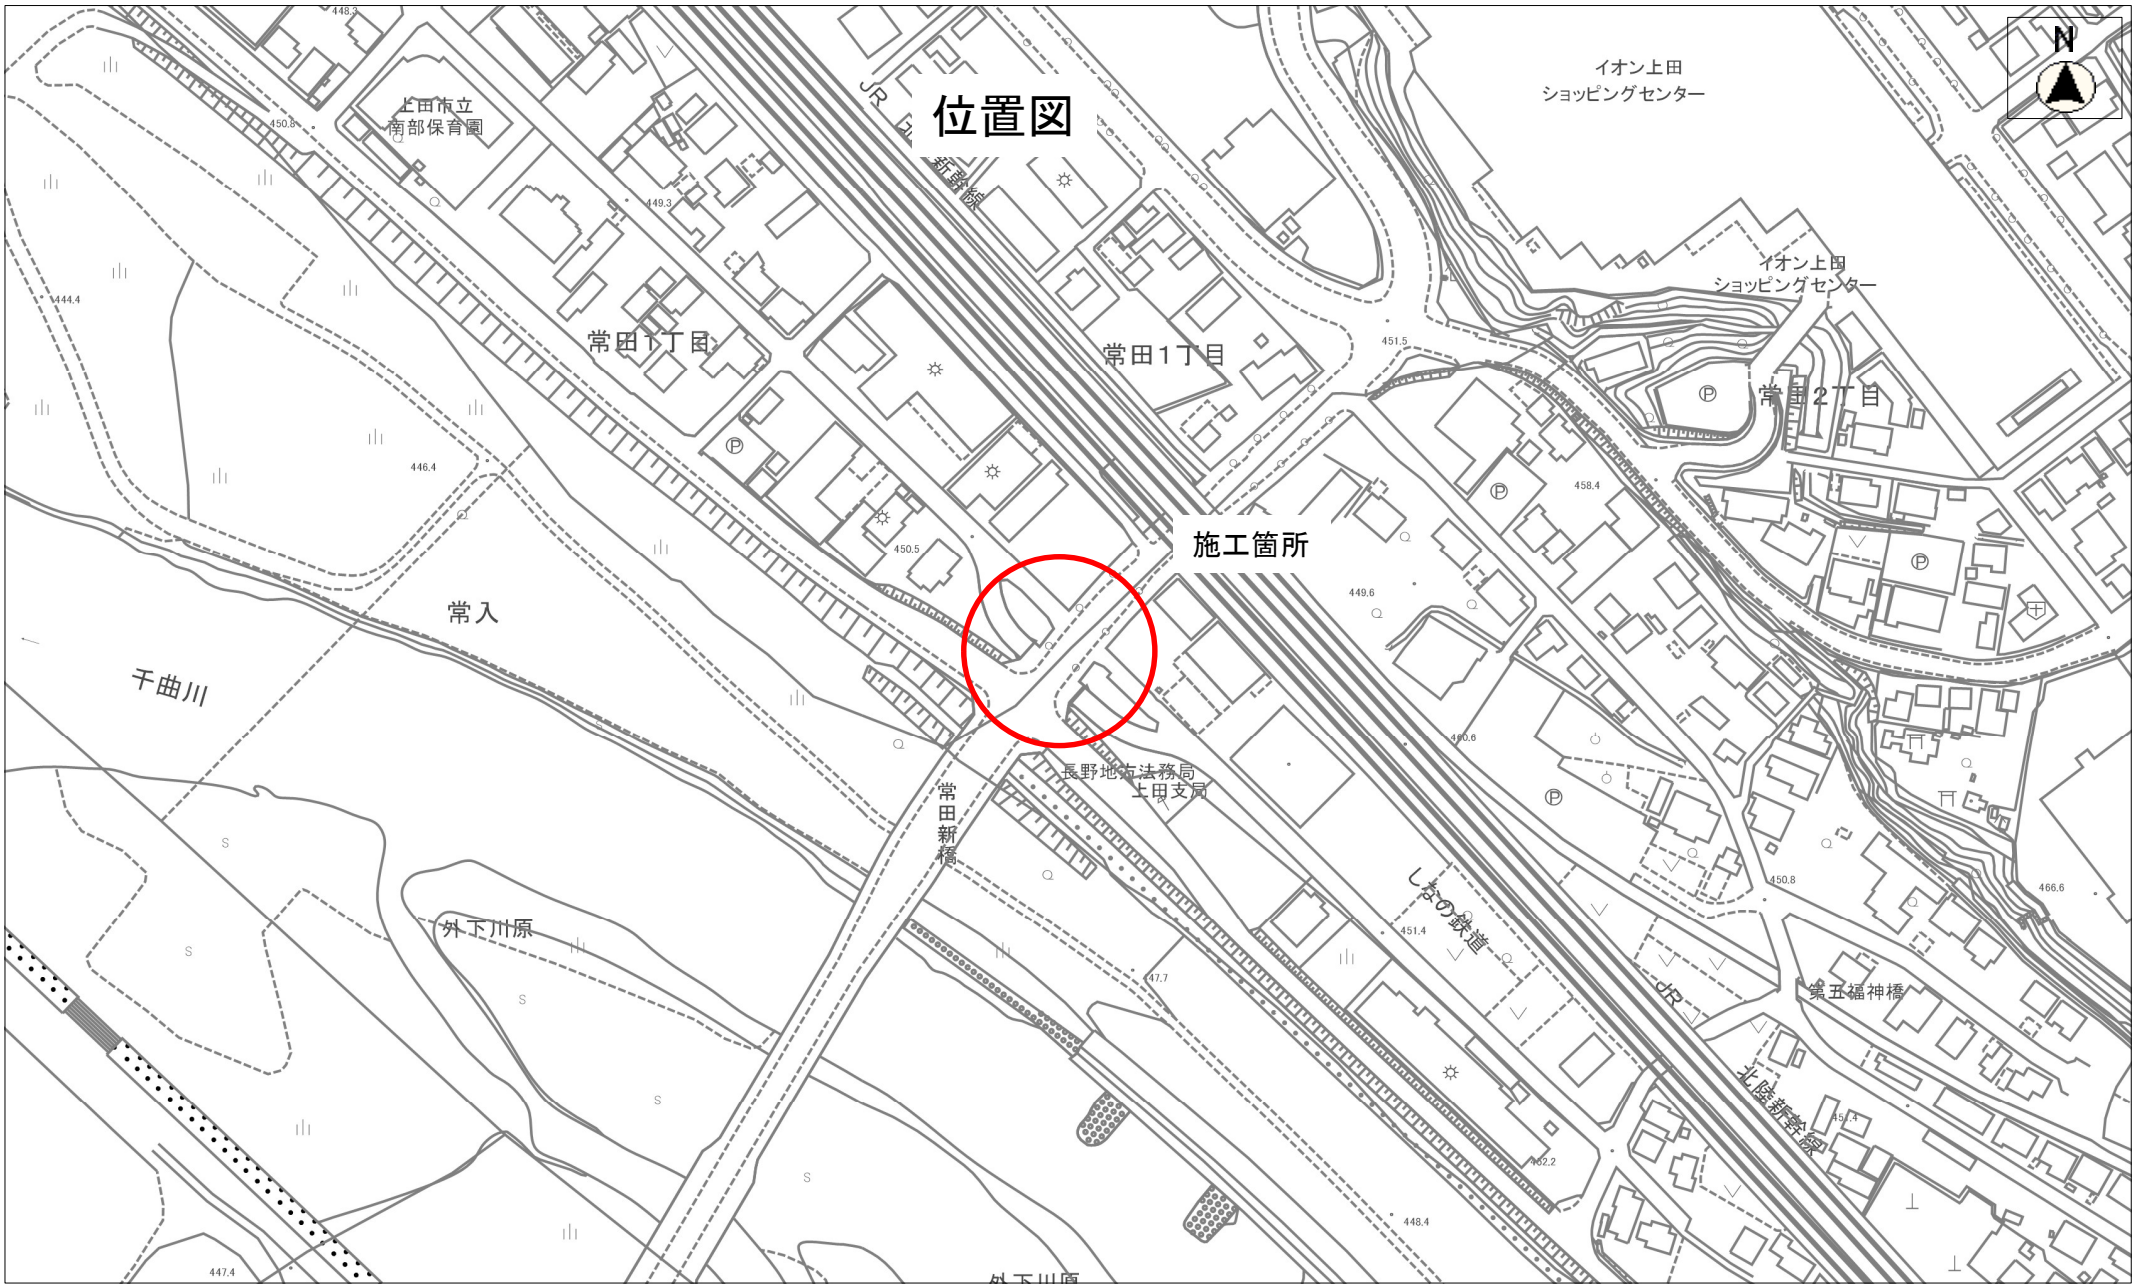 448.3
N
イオン上田
ショッピングセンター
JR
位置図
上田市立
南部保育園
450.8
新幹線
449.3
イオン上田
ショッピングセンター
444.4
常田1丁目
常田1丁目
451.5
常田2丁目
P
P
446.4
P
458.4
450.5
施工箇所
P
449.6
常入
千曲川
460.6
長野地方法務局
上田支局
常田新橋
P
しなの鉄道
450.8
466.6
外下川原
451.4
447.7
JR
第五福神橋
北陸新幹線
451.4
452.2
448.4
447.4
外下川原